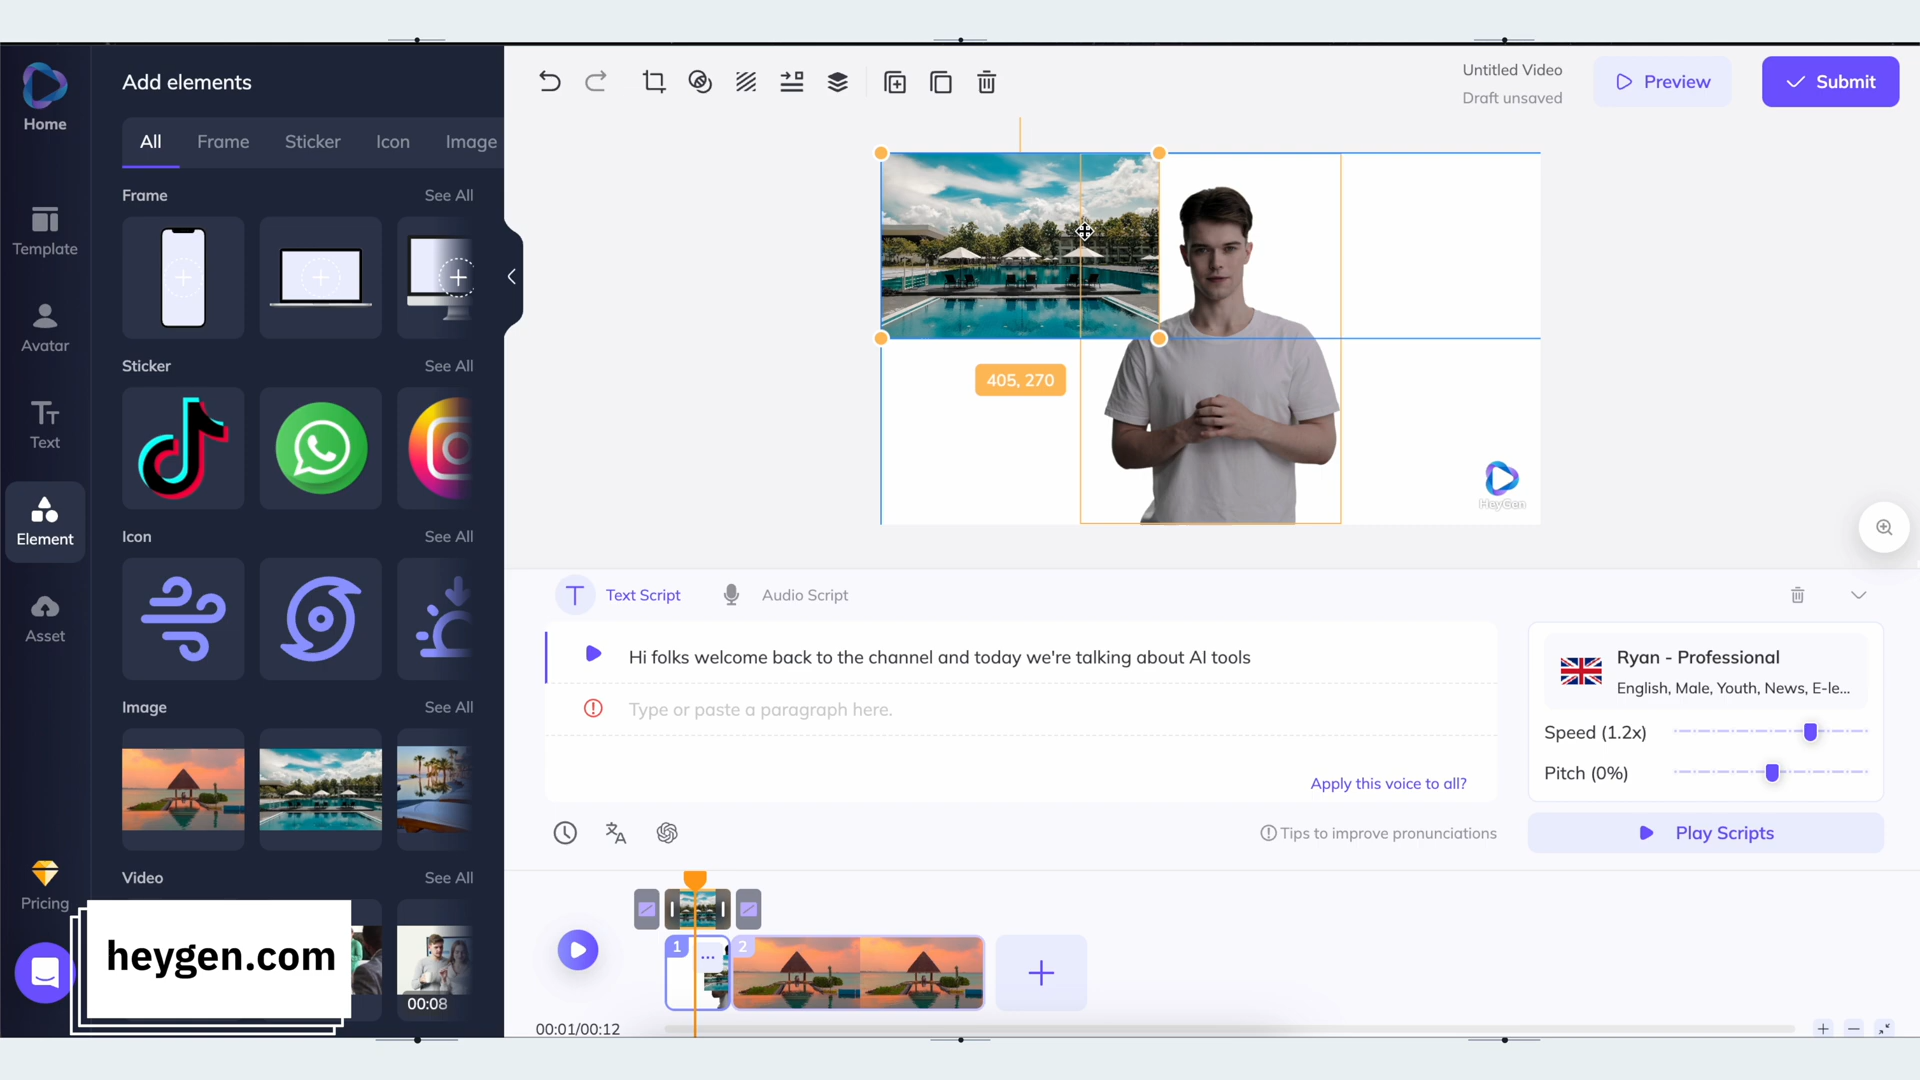 Home
Template
Avatar
Text
Element
Asset
Pricing
Add elements
All Frame Sticker Icon Image
Frame See All
Sticker See All
Icon See All
Image See All
Video See All
00:08
heygen.com
Untitled Video
Draft unsaved
Preview
Submit
405, 270
HeyGen
T Text Script
Audio Script
Hi folks welcome back to the channel and today we're talking about AI tools
Type or paste a paragraph here.
Apply this voice to all?
Tips to improve pronunciations
Ryan - Professional
English, Male, Youth, News, E-le...
Speed (1.2x)
Pitch (0%)
Play Scripts
1
2
00:01/00:12